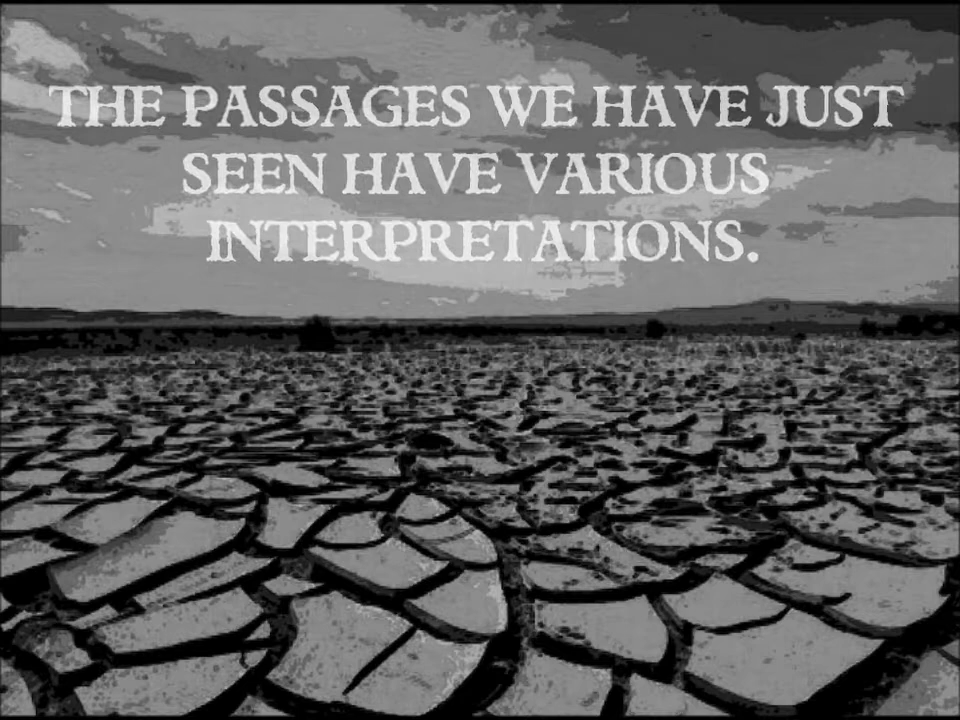 THE PASSAGES WE HAVE JUST
SEEN HAVE VARIOUS
INTERPRETATIONS.